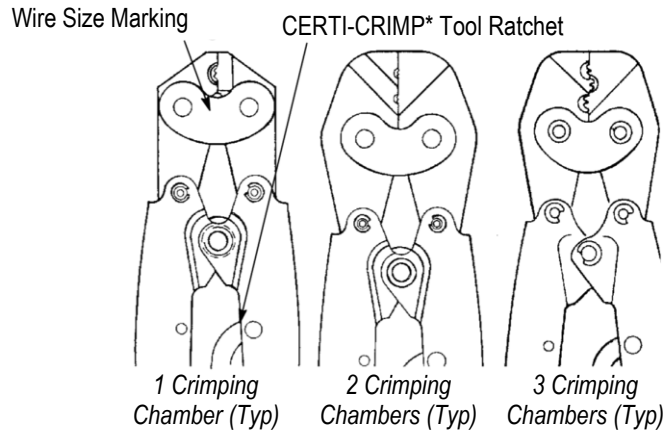 Wire Size Marking
CERTI-CRIMP* Tool Ratchet
1 Crimping
Chamber (Typ)
2 Crimping
Chambers (Typ)
3 Crimping
Chambers (Typ)